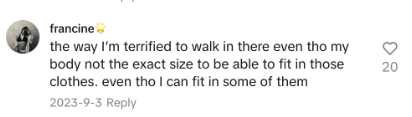 francine🌟
the way I'm terrified to walk in there even tho my
body not the exact size to be able to fit in those
clothes. even tho I can fit in some of them
20
2023-9-3 Reply